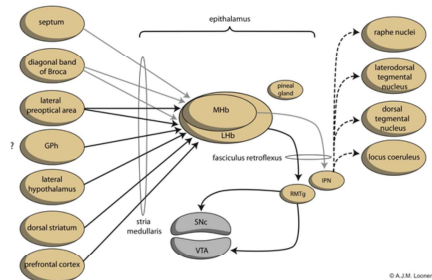 epithalamus
septum
diagonal band
of Broca
lateral
preoptical area
?
GPh
lateral
hypothalamus
dorsal striatum
prefrontal cortex
stria
medullaris
MHb
LHb
pineal
gland
fasciculus retroflexus
IPN
RMTg
SNc
VTA
raphe nuclei
laterodorsal
tegmental
nucleus
dorsal
tegmental
nucleus
locus coeruleus
© A.J.M. Loonen